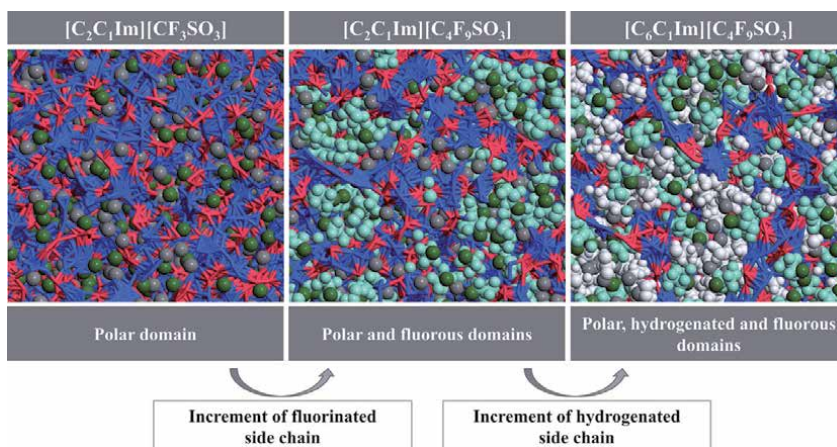 [C₂C₁Im][CF₃SO₃]
[C₂C₁Im][C₄F₉SO₃]
[C₆C₁Im][C₄F₉SO₃]
Polar domain
Polar and fluorous domains
Polar, hydrogenated and fluorous
domains
Increment of fluorinated
side chain
Increment of hydrogenated
side chain